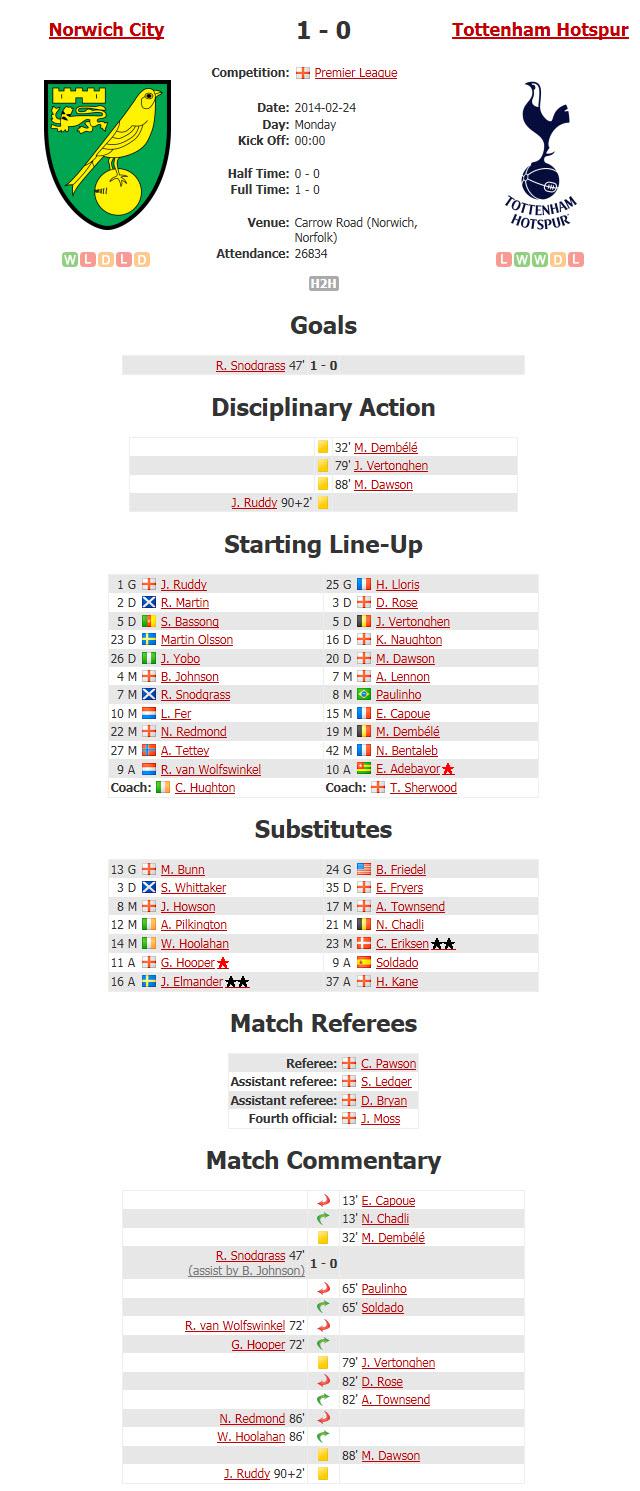 Norwich City 1 - 0 Tottenham Hotspur
Competition: Premier League
Date: 2014-02-24
Day: Monday
Kick Off: 00:00
Half Time: 0 - 0
Full Time: 1 - 0
Venue: Carrow Road (Norwich,
Norfolk)
Attendance: 26834
TOTTENHAM
HOTSPUR
W L D L D
L W W D L
H2H
Goals
R. Snodgrass 47' 1 - 0
Disciplinary Action
32' M. Dembélé
79' J. Vertonghen
88' M. Dawson
J. Ruddy 90+2'
Starting Line-Up
1 G J. Ruddy 25 G H. Lloris
2 D R. Martin 3 D D. Rose
5 D S. Bassong 5 D J. Vertonghen
23 D Martin Olsson 16 D K. Naughton
26 D J. Yobo 20 D M. Dawson
4 M B. Johnson 7 M A. Lennon
7 M R. Snodgrass 8 M Paulinho
10 M L. Fer 15 M E. Capoue
22 M N. Redmond 19 M M. Dembélé
27 M A. Tettey 42 M N. Bentaleb
9 A R. van Wolfswinkel 10 A E. Adebayor
Coach: C. Hughton Coach: T. Sherwood
Substitutes
13 G M. Bunn 24 G B. Friedel
3 D S. Whittaker 35 D E. Fryers
8 M J. Howson 17 M A. Townsend
12 M A. Pilkington 21 M N. Chadli
14 M W. Hoolahan 23 M C. Eriksen
11 A G. Hooper 9 A Soldado
16 A J. Elmander 37 A H. Kane
Match Referees
Referee: C. Pawson
Assistant referee: S. Ledger
Assistant referee: D. Bryan
Fourth official: J. Moss
Match Commentary
13' E. Capoue
13' N. Chadli
32' M. Dembélé
R. Snodgrass 47' 1 - 0
(assist by B. Johnson)
65' Paulinho
65' Soldado
R. van Wolfswinkel 72'
G. Hooper 72'
79' J. Vertonghen
82' D. Rose
82' A. Townsend
N. Redmond 86'
W. Hoolahan 86'
88' M. Dawson
J. Ruddy 90+2'